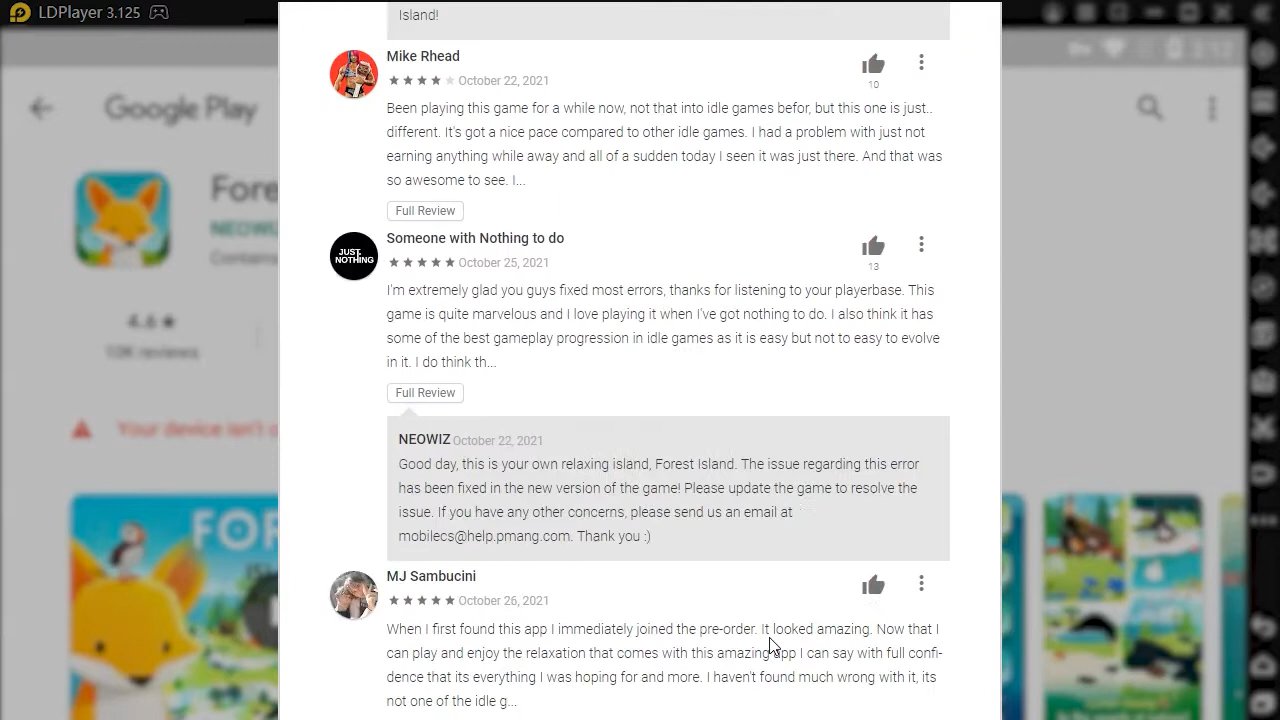 LDPlayer 3.125
Island!
Google Play
Fore
NEOWIZ
Contains
4.6★
10K reviews
Your device isn't c
FOR
Mike Rhead
★★★★★ October 22, 2021
10
Been playing this game for a while now, not that into idle games befor, but this one is just..
different. It's got a nice pace compared to other idle games. I had a problem with just not
earning anything while away and all of a sudden today I seen it was just there. And that was
so awesome to see. I...
Full Review
JUST.
NOTHING
Someone with Nothing to do
★★★★★ October 25, 2021
13
I'm extremely glad you guys fixed most errors, thanks for listening to your playerbase. This
game is quite marvelous and I love playing it when I've got nothing to do. I also think it has
some of the best gameplay progression in idle games as it is easy but not to easy to evolve
in it. I do think th...
Full Review
NEOWIZ October 22, 2021
Good day, this is your own relaxing island, Forest Island. The issue regarding this error
has been fixed in the new version of the game! Please update the game to resolve the
issue. If you have any other concerns, please send us an email at
mobilecs@help.pmang.com. Thank you :)
MJ Sambucini
★★★★★ October 26, 2021
When I first found this app I immediately joined the pre-order. It looked amazing. Now that I
can play and enjoy the relaxation that comes with this amazing app I can say with full confi-
dence that its everything I was hoping for and more. I haven't found much wrong with it, its
not one of the idle g...